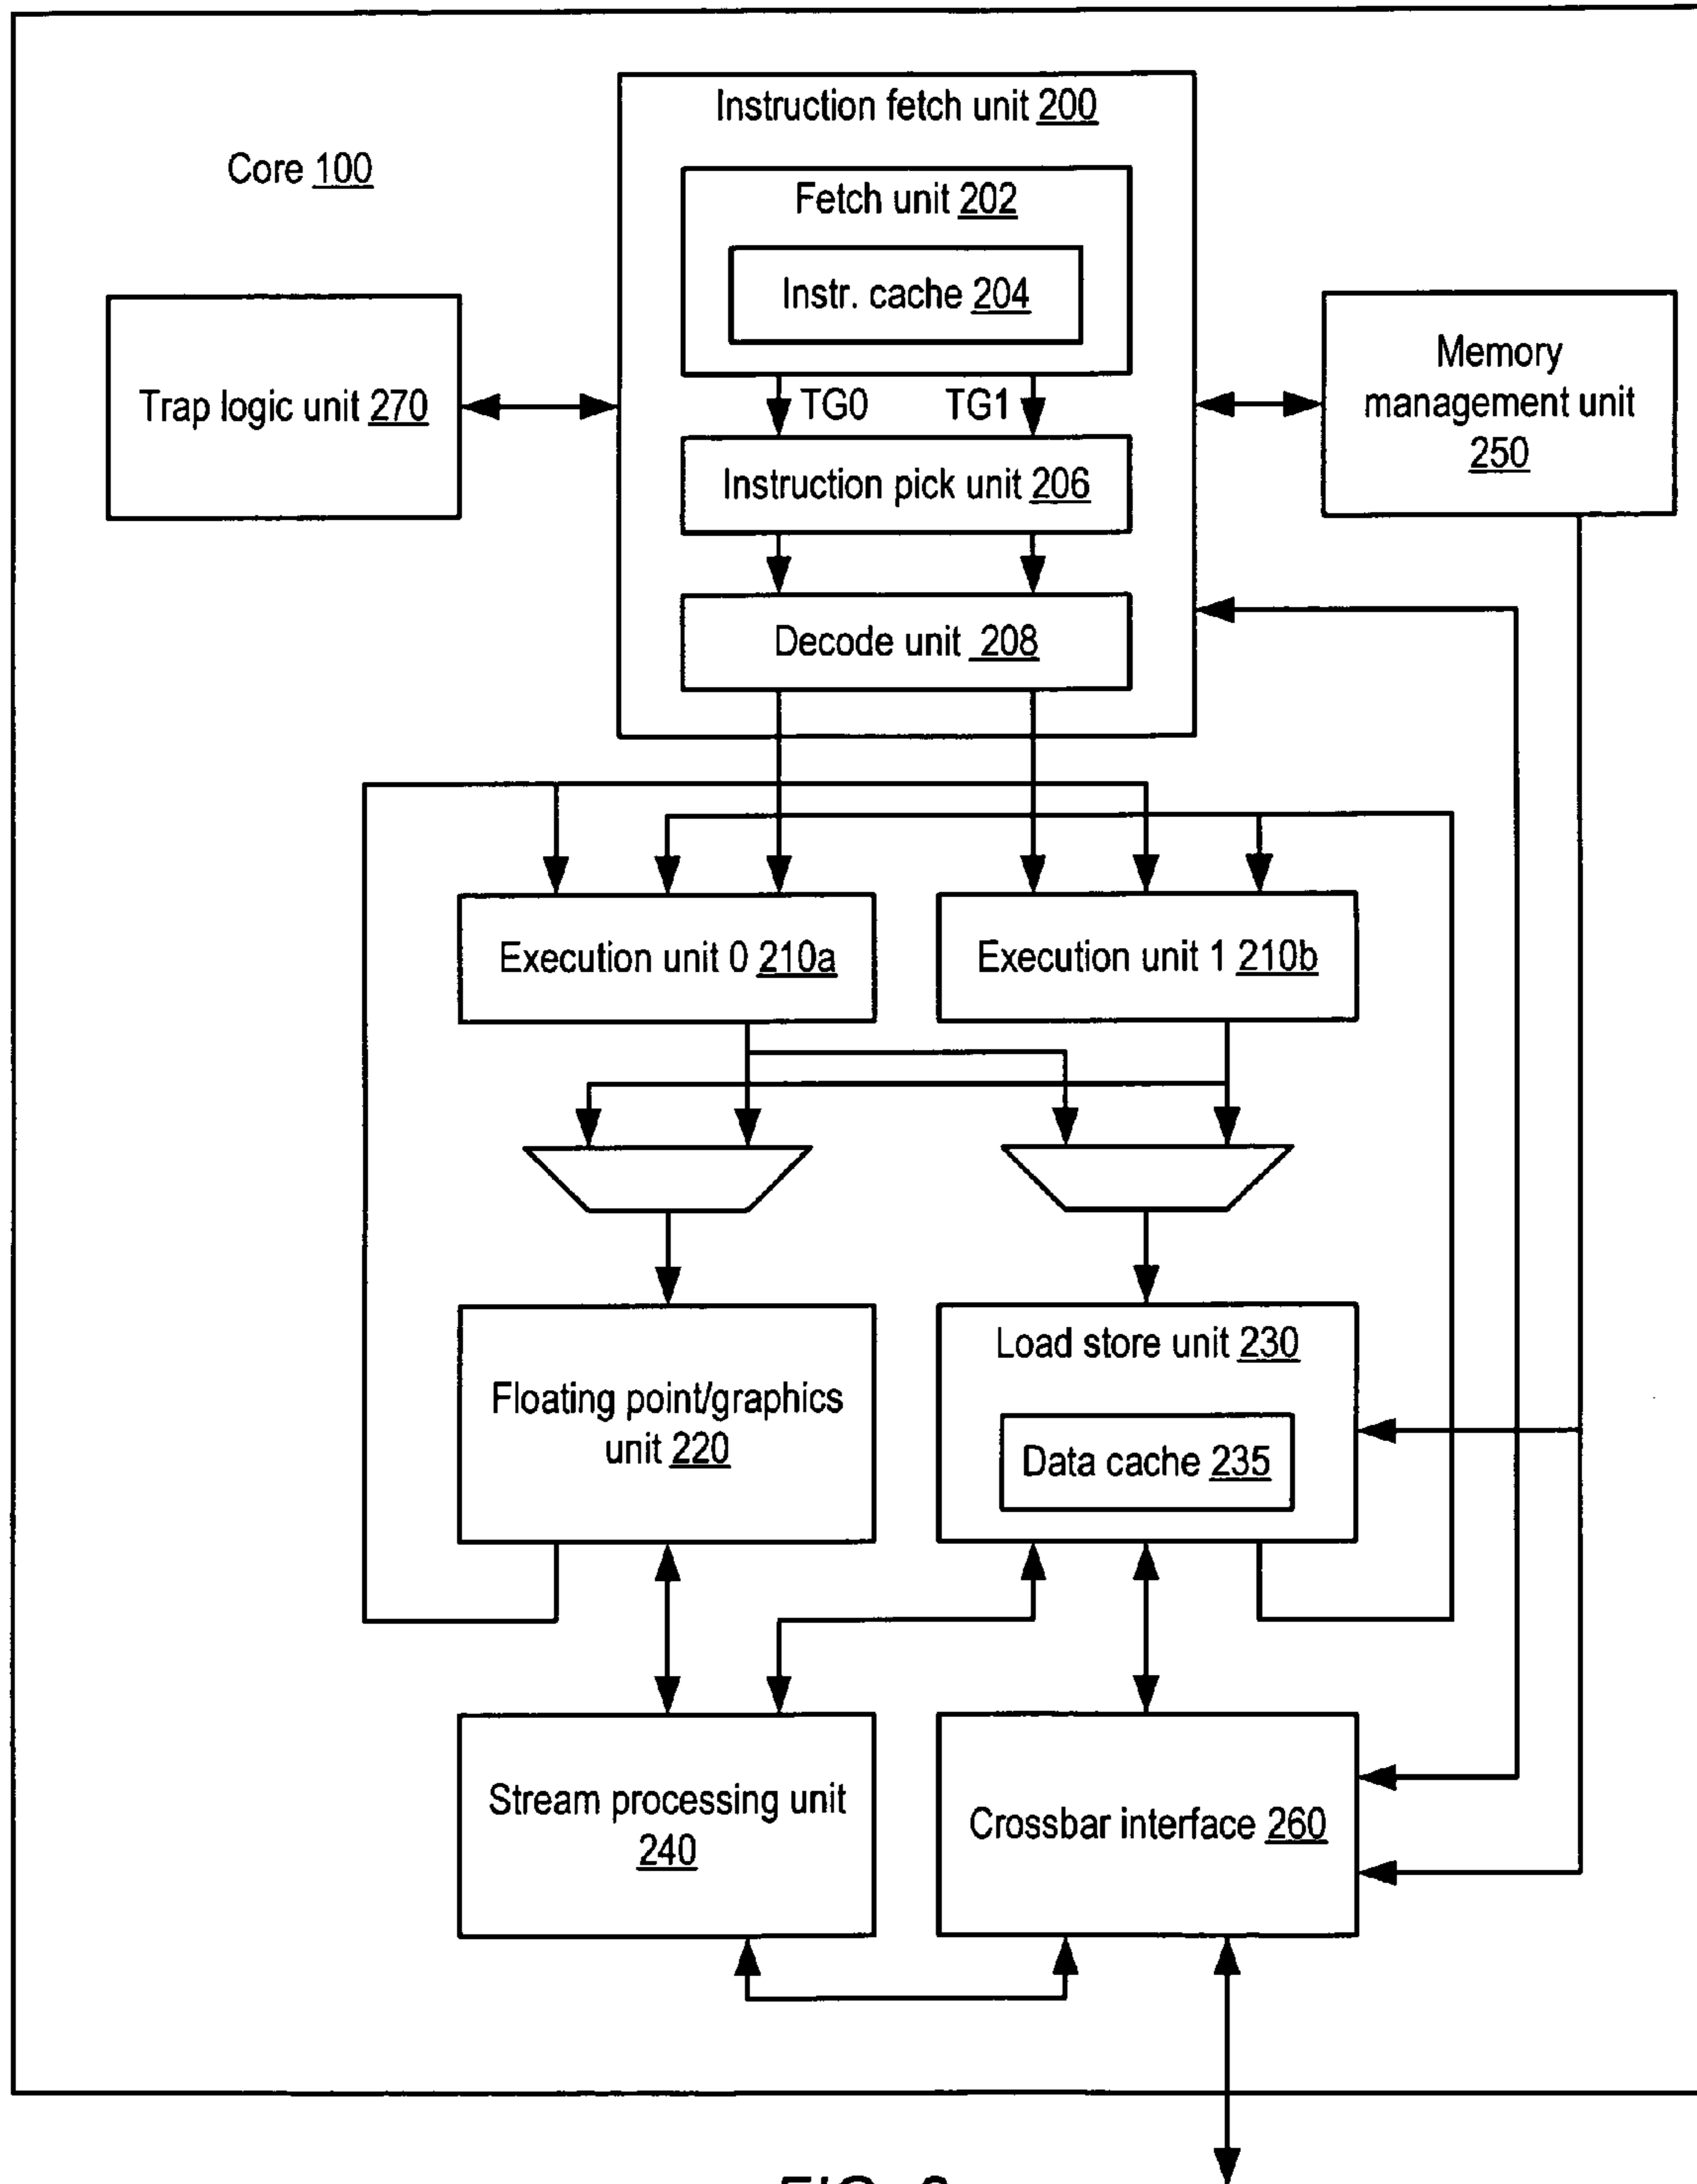 Instruction fetch unit 200
Core 100
Fetch unit 202
Instr. cache 204
Trap logic unit 270
TG0
TG1
Memory
management unit
250
Instruction pick unit 206
Decode unit 208
Execution unit 0 210a
Execution unit 1 210b
Load store unit 230
Floating point/graphics
unit 220
Data cache 235
Stream processing unit
240
Crossbar interface 260